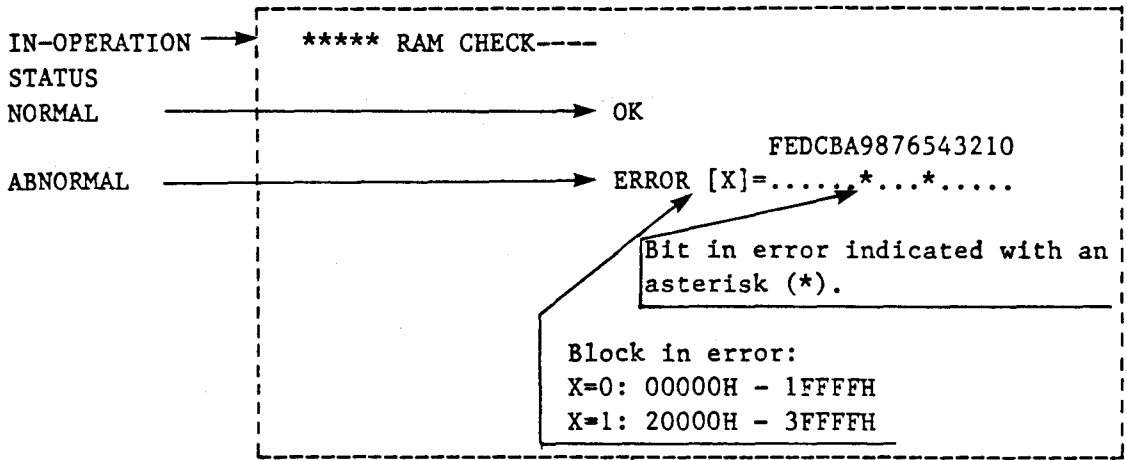 IN-OPERATION
STATUS
***** RAM CHECK----
NORMAL
OK
FEDCBA9876543210
ABNORMAL
ERROR [X]=......*...*.....
Bit in error indicated with an
asterisk (*).
Block in error:
X=0: 00000H - 1FFFFH
X=1: 20000H - 3FFFFH